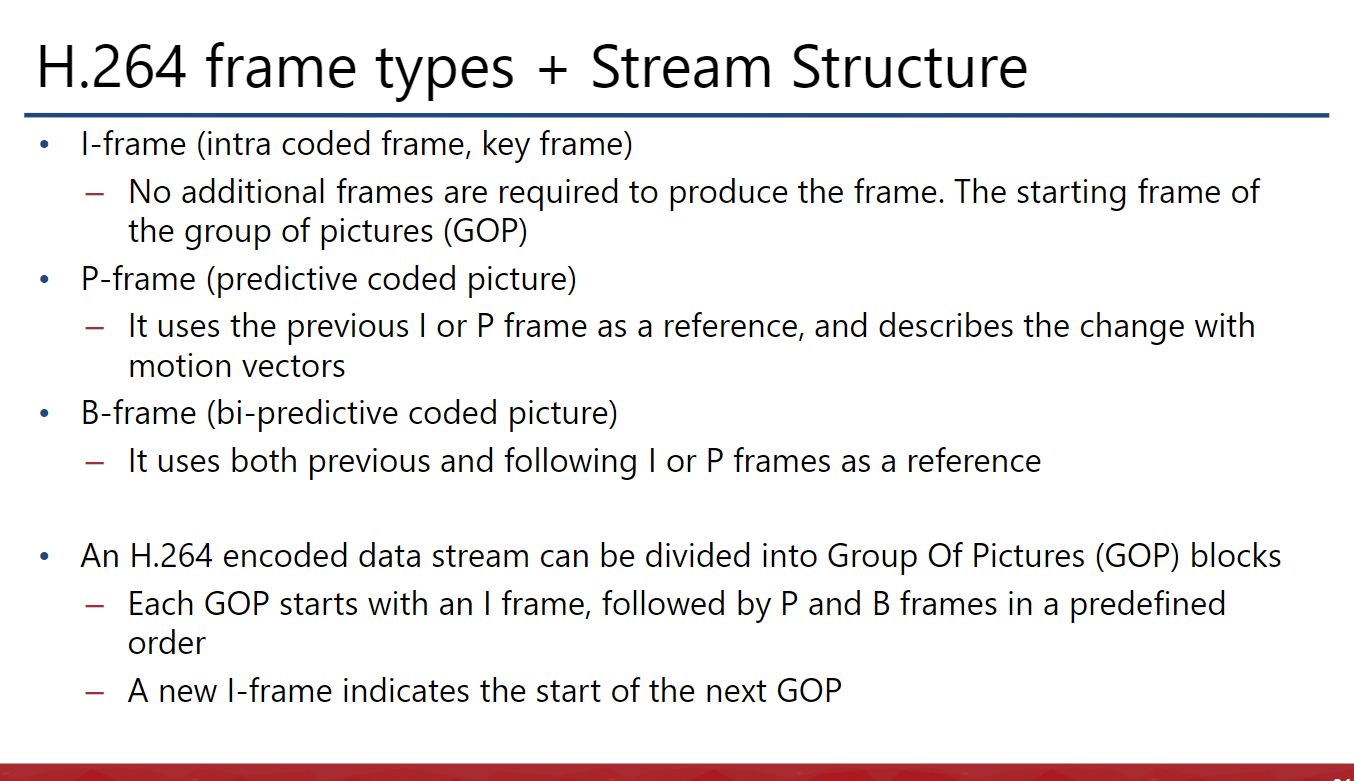 H.264 frame types + Stream Structure
• I-frame (intra coded frame, key frame)
– No additional frames are required to produce the frame. The starting frame of
the group of pictures (GOP)
• P-frame (predictive coded picture)
– It uses the previous I or P frame as a reference, and describes the change with
motion vectors
• B-frame (bi-predictive coded picture)
– It uses both previous and following I or P frames as a reference
• An H.264 encoded data stream can be divided into Group Of Pictures (GOP) blocks
– Each GOP starts with an I frame, followed by P and B frames in a predefined
order
– A new I-frame indicates the start of the next GOP